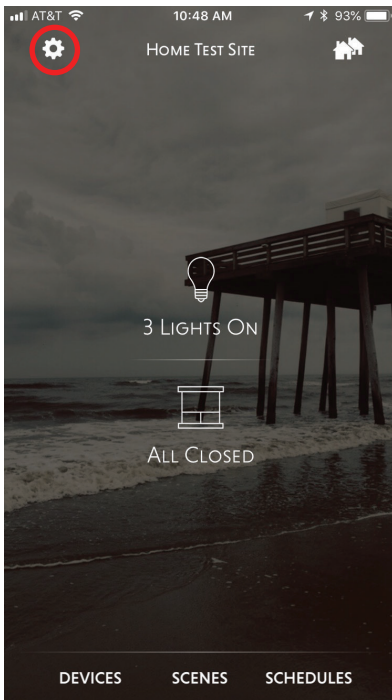 AT&T 10:48 AM 93%
Home Test Site
3 Lights On
All Closed
DEVICES SCENES SCHEDULES